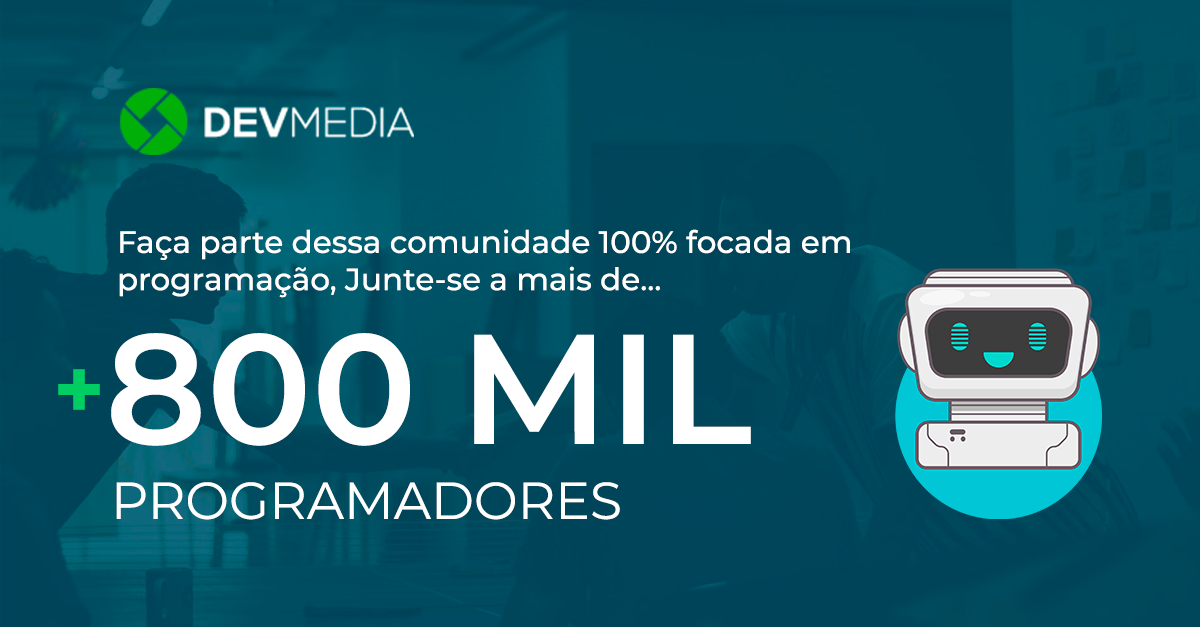 DEVMEDIA
Faça parte dessa comunidade 100% focada em
programação, Junte-se a mais de...
+800 MIL
PROGRAMADORES